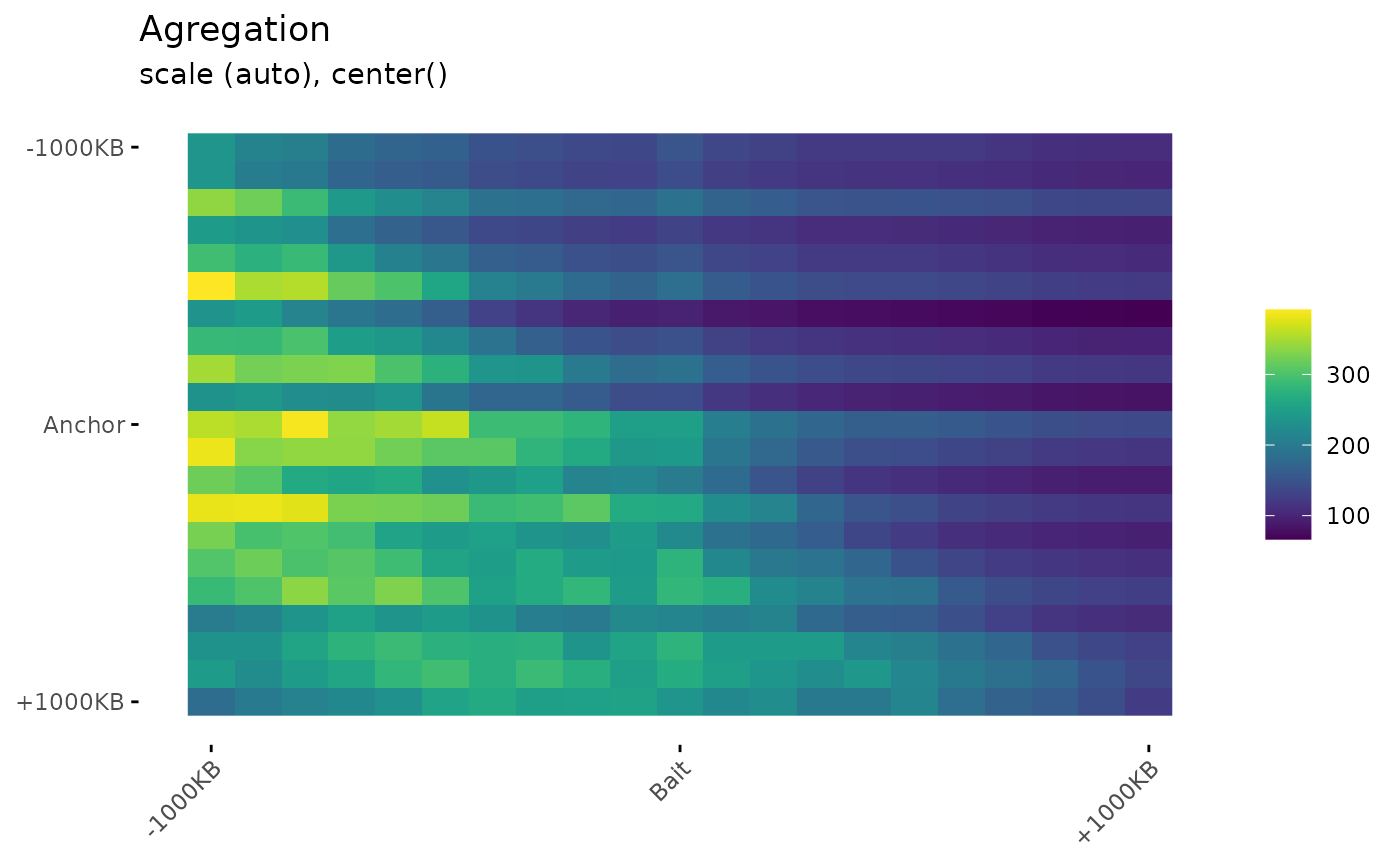 Agregation
scale (auto), center()
-1000KB
Anchor
+1000KB
300
200
100
-1000KB
Bait
+1000KB